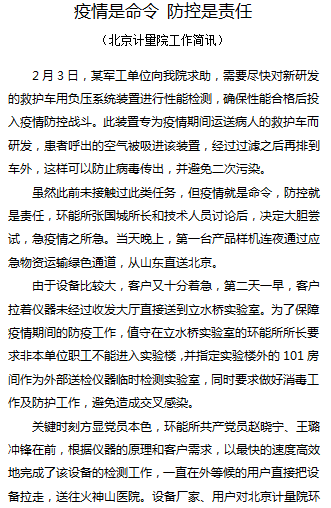 疫情是命令 防控是责任
（北京计量院工作简讯）
2月3日，某军工单位向我院求助，需要尽快对新研发
的救护车用负压系统装置进行性能检测，确保性能合格后投
入疫情防控战斗。此装置专为疫情期间运送病人的救护车而
研发，患者呼出的空气被吸进该装置，经过过滤之后再排到
车外，这样可以防止病毒传出，并避免二次污染。
虽然此前未接触过此类任务，但疫情就是命令，防控就
是责任，环能所张国城所长和技术人员讨论后，决定大胆尝
试，急疫情之所急。当天晚上，第一台产品样机连夜通过应
急物资运输绿色通道，从山东直送北京。
由于设备比较大，客户又十分着急，第二天一早，客户
拉着仪器未经过收发大厅直接送到立水桥实验室。为了保障
疫情期间的防疫工作，值守在立水桥实验室的环能所所长要
求非本单位职工不能进入实验楼，并指定实验楼外的101房
间作为外部送检仪器临时检测实验室，同时要求做好消毒工
作及防护工作，避免造成交叉感染。
关键时刻方显党员本色，环能所共产党员赵晓宁、王璐
冲锋在前，根据仪器的原理和客户需求，以最快的速度高效
地完成了该设备的检测工作，一直在外等候的用户直接把设
备拉走，送往火神山医院。设备厂家、用户对北京计量院环